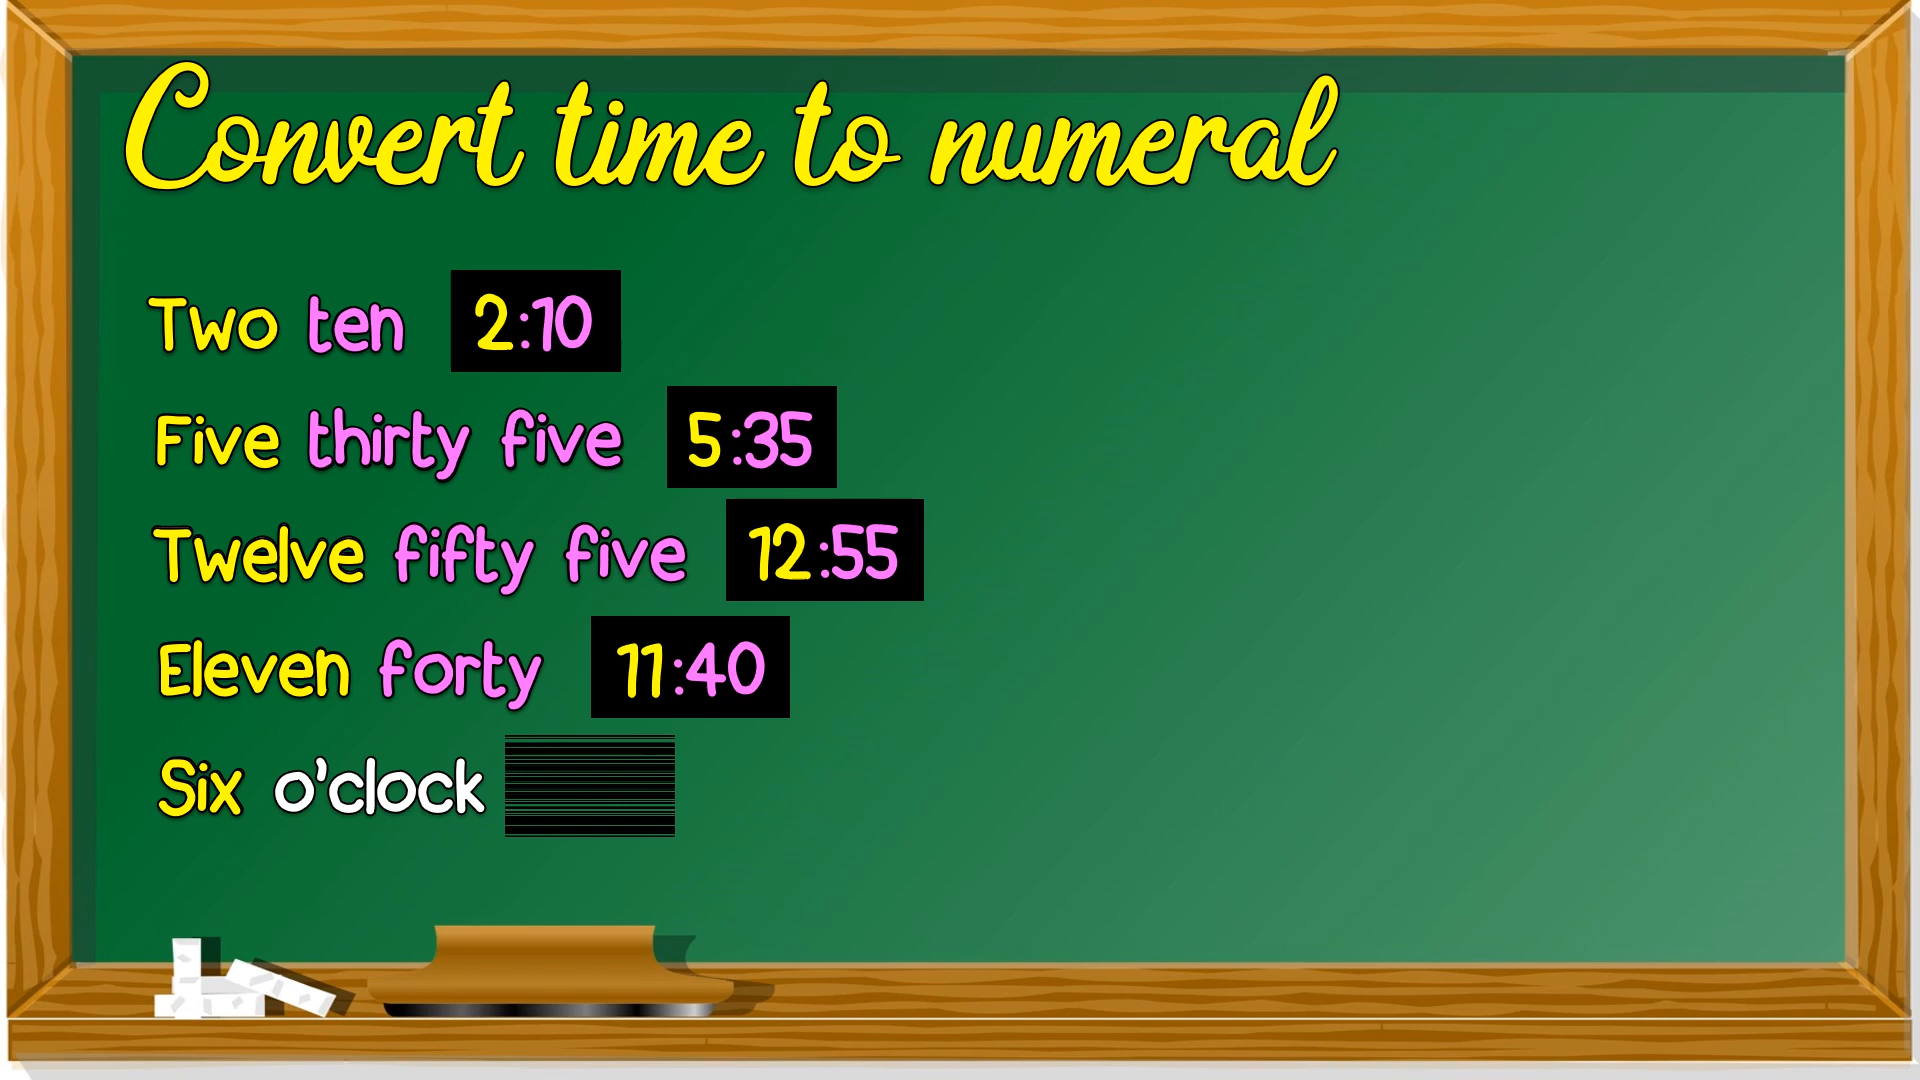 Convert time to numeral
Two ten 2:10
Five thirty five 5:35
Twelve fifty five 12:55
Eleven forty 11:40
Six o'clock